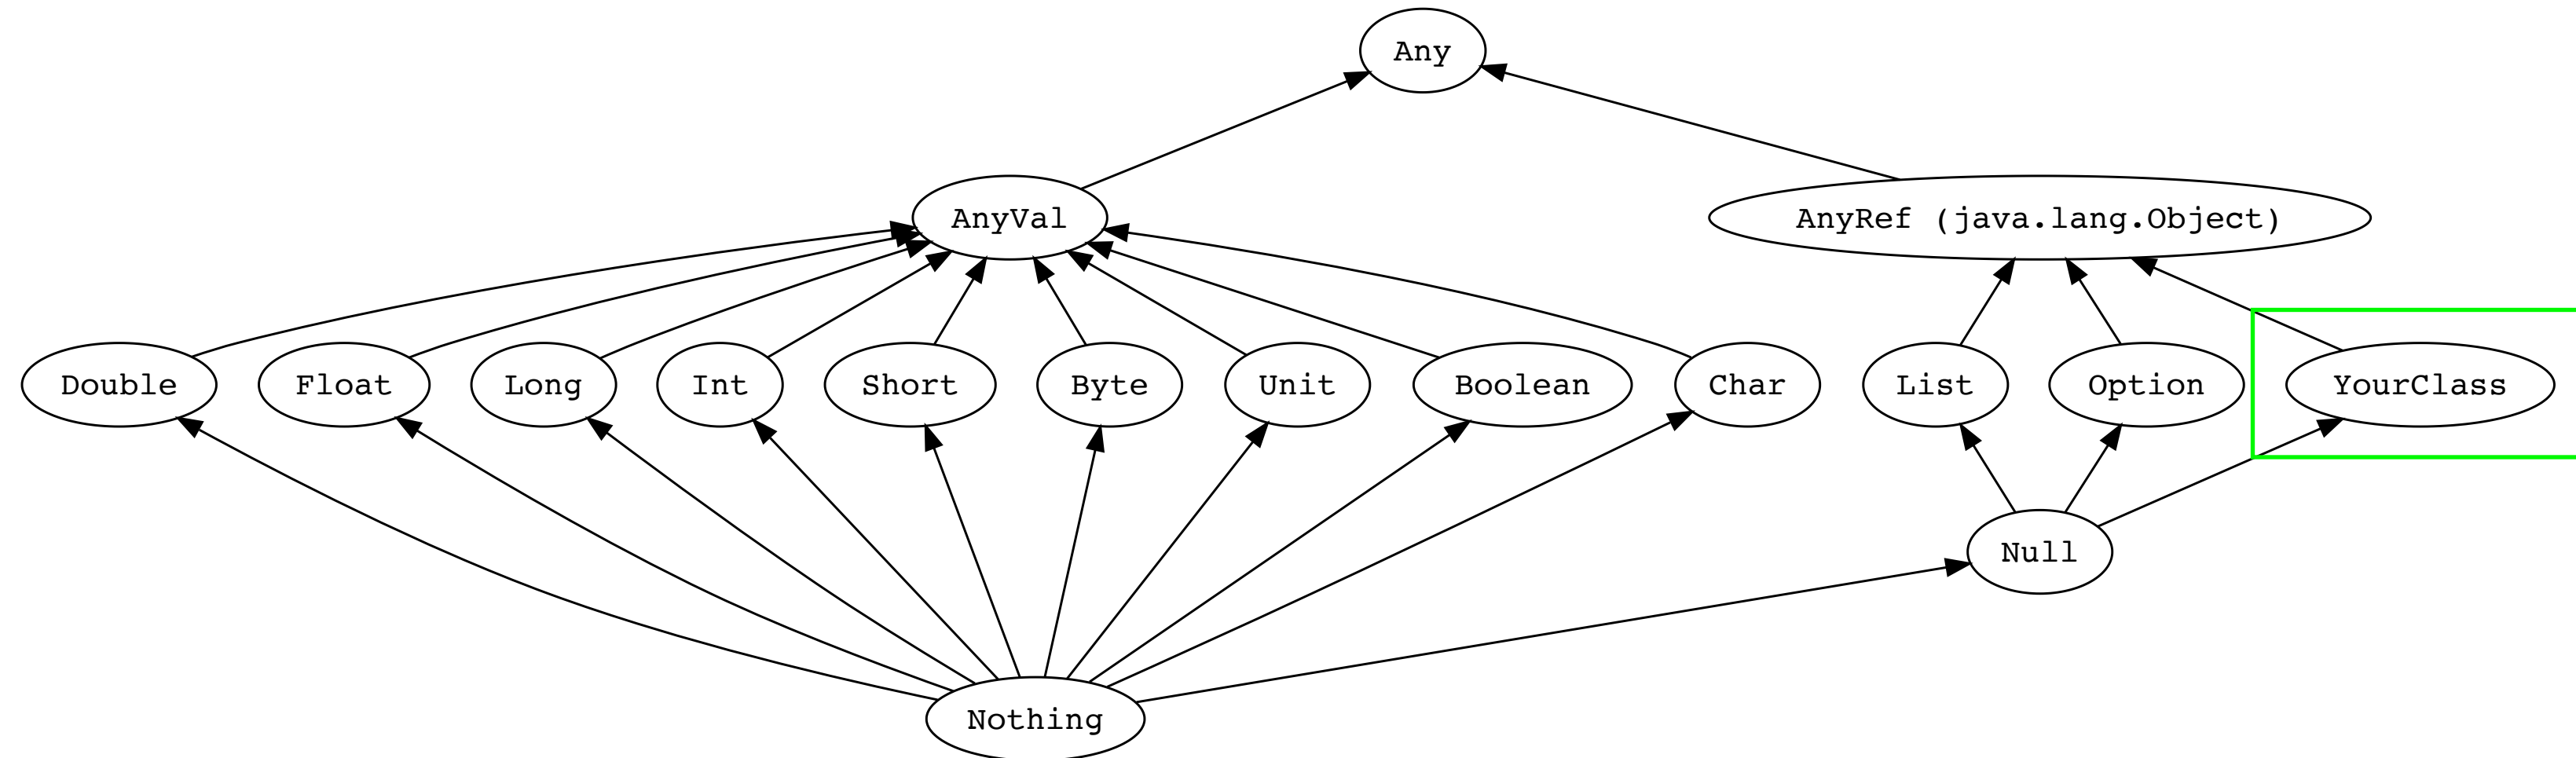 Any
AnyVal
AnyRef (java.lang.Object)
Double
Float
Long
Int
Short
Byte
Unit
Boolean
Char
List
Option
YourClass
Null
Nothing